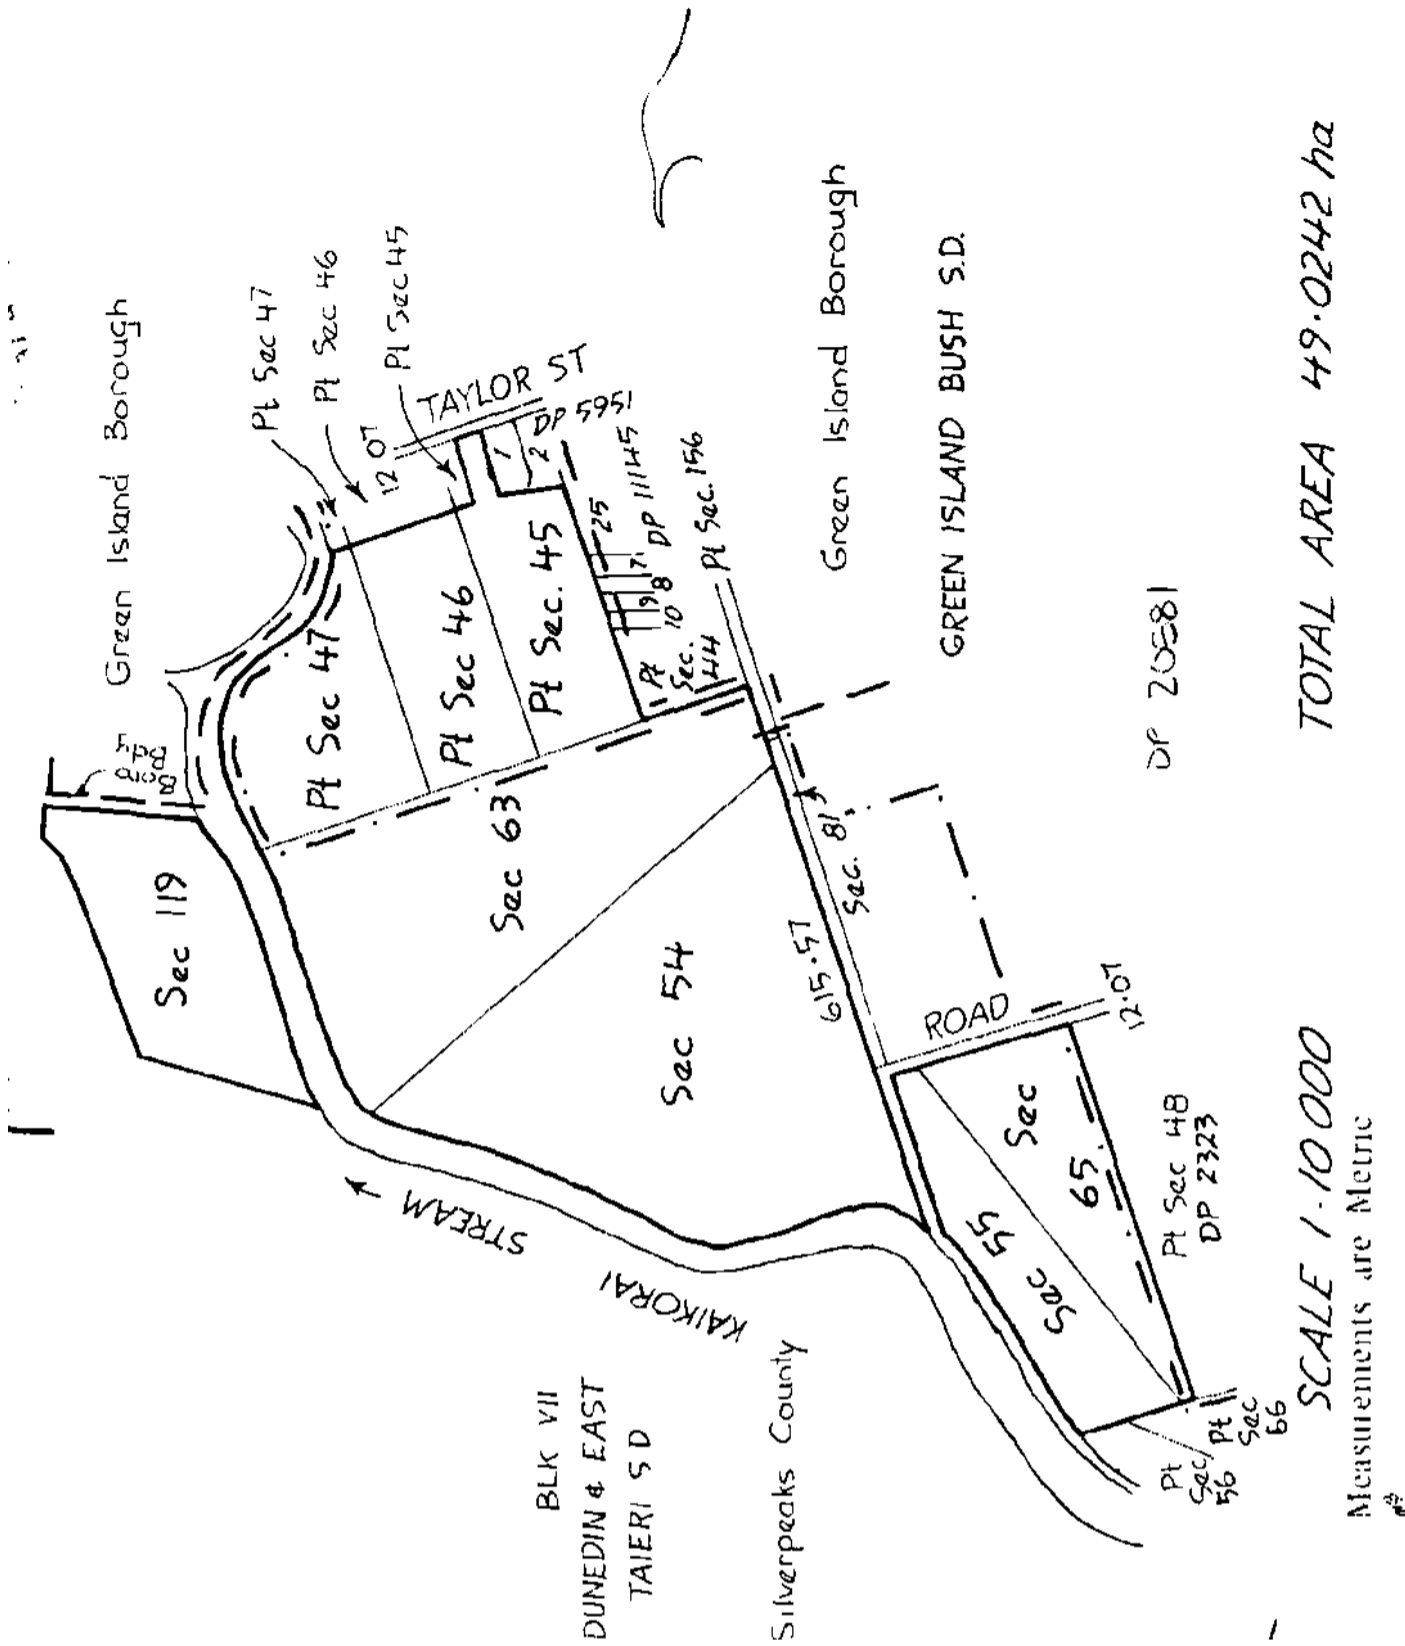 Green Island Borough
Pt Sec 47
Pt Sec 46
Pt Sec 45
12 07
TAYLOR ST
1
2
DP 5951
Sec 119
Bdy
Pt Sec 47
Pt Sec 46
Pt Sec. 45
25
7
8
9
10
DP 11145
Pt
Sec.
44
Pt Sec. 156
Green Island Borough
GREEN ISLAND BUSH S.D.
Sec 63
Sec 54
615.57
Sec. 81
ROAD
12.07
STREAM
KAIKORAI
Sec 55
Sec
65
Pt Sec 48
DP 2323
Pt
Sec
56
Pt
Sec
66
BLK VII
DUNEDIN & EAST
TAIERI S D
Silverpeaks County
DP
TOTAL AREA 49.0242 ha
SCALE 1:10000
Measurements are Metric